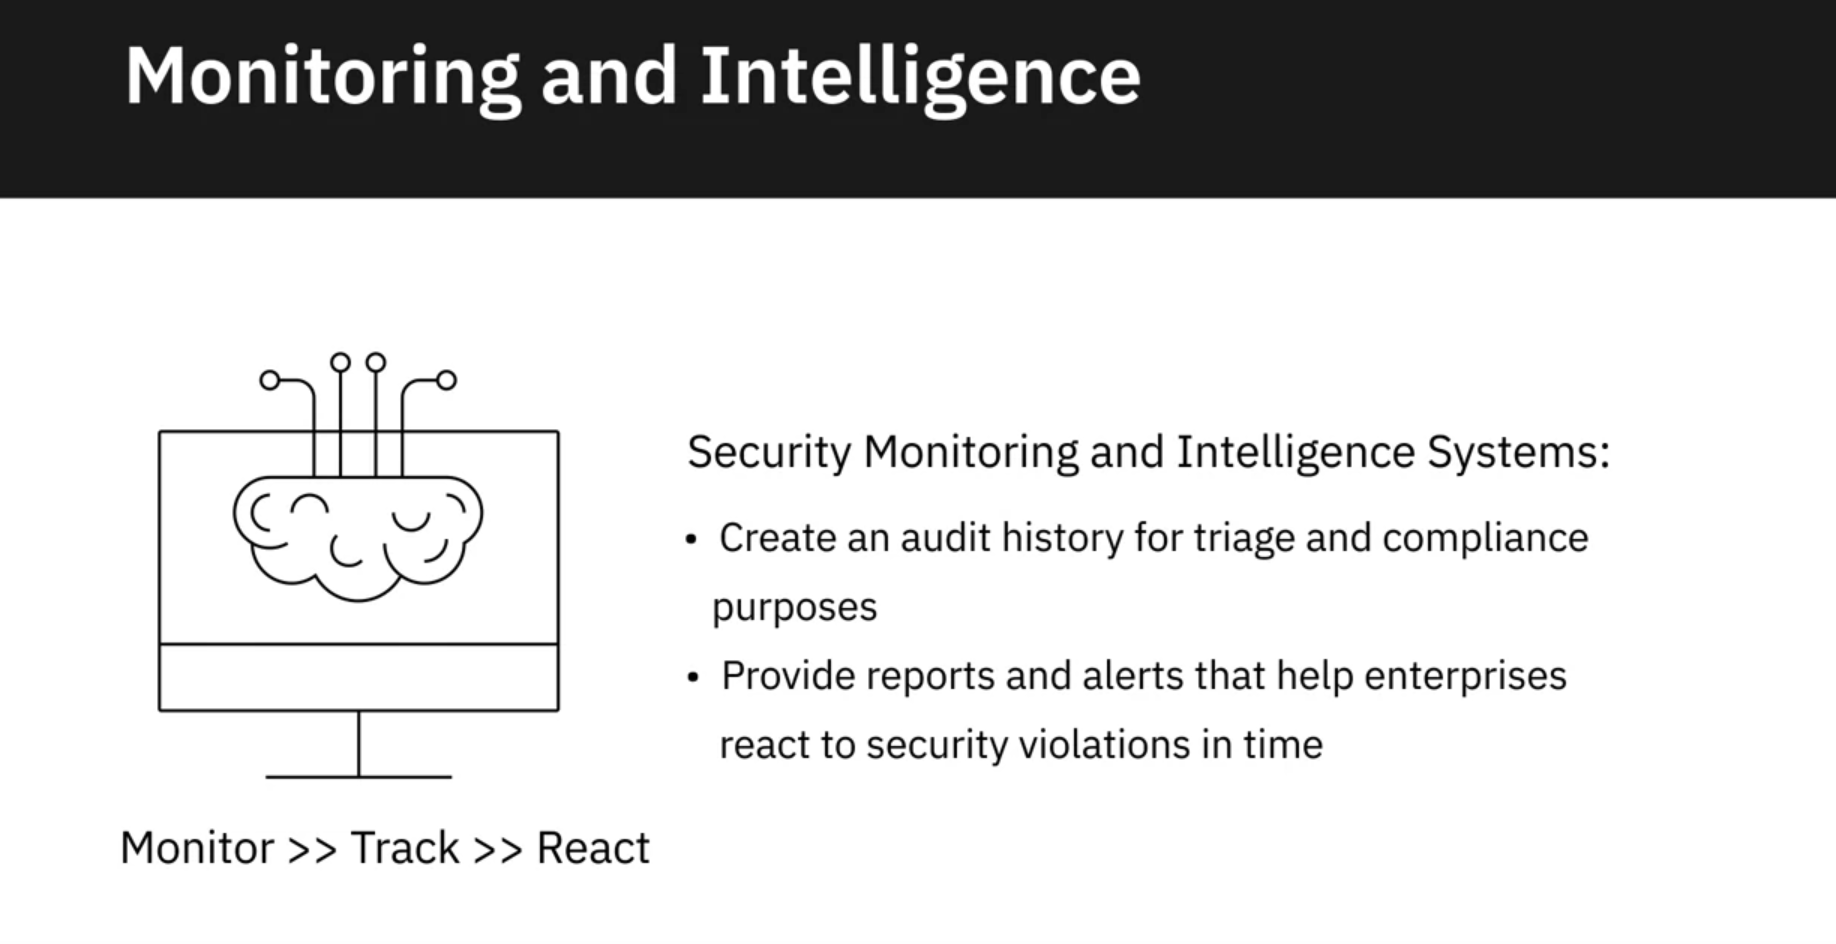 Monitoring and Intelligence
Security Monitoring and Intelligence Systems:
• Create an audit history for triage and compliance
purposes
• Provide reports and alerts that help enterprises
react to security violations in time
Monitor >> Track >> React